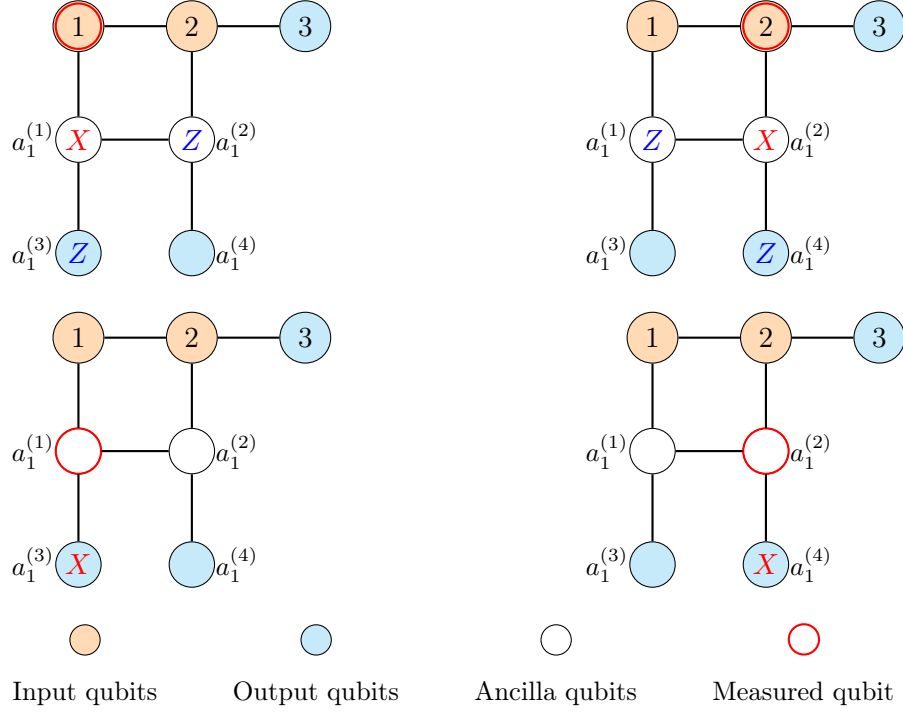 1 2 3 1 2 3
a_1^{(1)} X Z a_1^{(2)} a_1^{(1)} Z X a_1^{(2)}
a_1^{(3)} Z a_1^{(4)} a_1^{(3)} Z a_1^{(4)}
1 2 3 1 2 3
a_1^{(1)} a_1^{(2)} a_1^{(1)} a_1^{(2)}
a_1^{(3)} X a_1^{(4)} a_1^{(3)} X a_1^{(4)}
Input qubits Output qubits Ancilla qubits Measured qubit